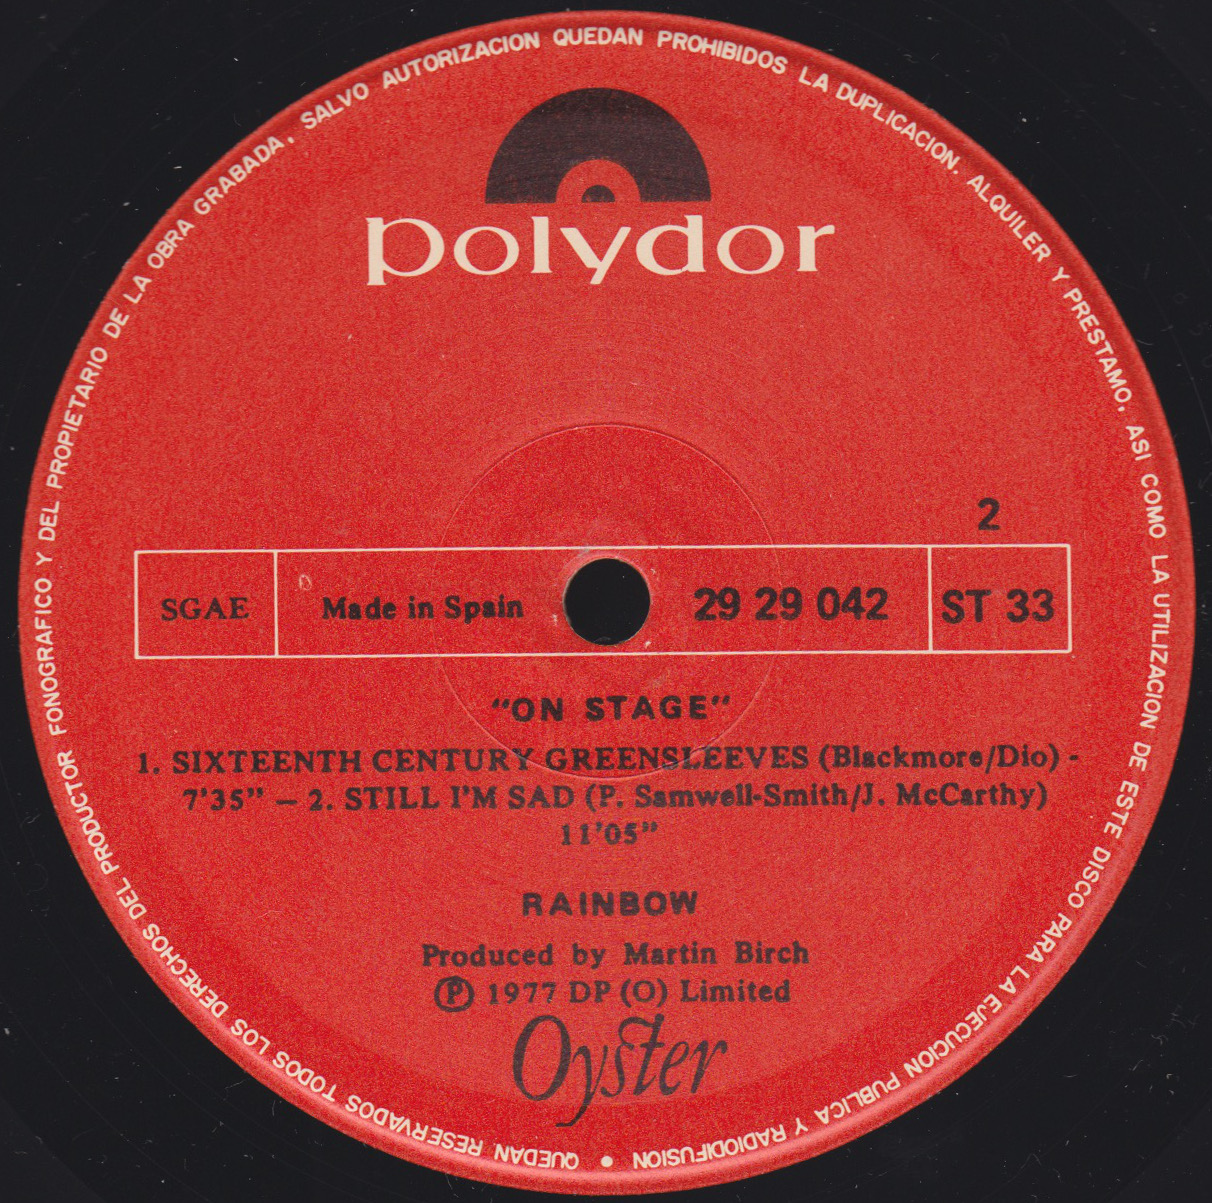 QUEDAN RESERVADOS TODOS LOS DERECHOS DEL PRODUCTOR FONOGRAFICO Y DEL PROPIETARIO DE LA OBRA GRABADA. SALVO AUTORIZACION QUEDAN PROHIBIDOS LA DUPLICACION, ALQUILER Y PRESTAMO, ASI COMO LA UTILIZACION DE ESTE DISCO PARA LA EJECUCION PUBLICA Y RADIODIFUSION •
polydor
2
SGAE Made in Spain 29 29 042 ST 33
"ON STAGE"
1. SIXTEENTH CENTURY GREENSLEEVES (Blackmore/Dio) -
7'35" — 2. STILL I'M SAD (P. Samwell-Smith/J. McCarthy)
11'05"
RAINBOW
Produced by Martin Birch
Ⓟ 1977 DP (O) Limited
Oyster